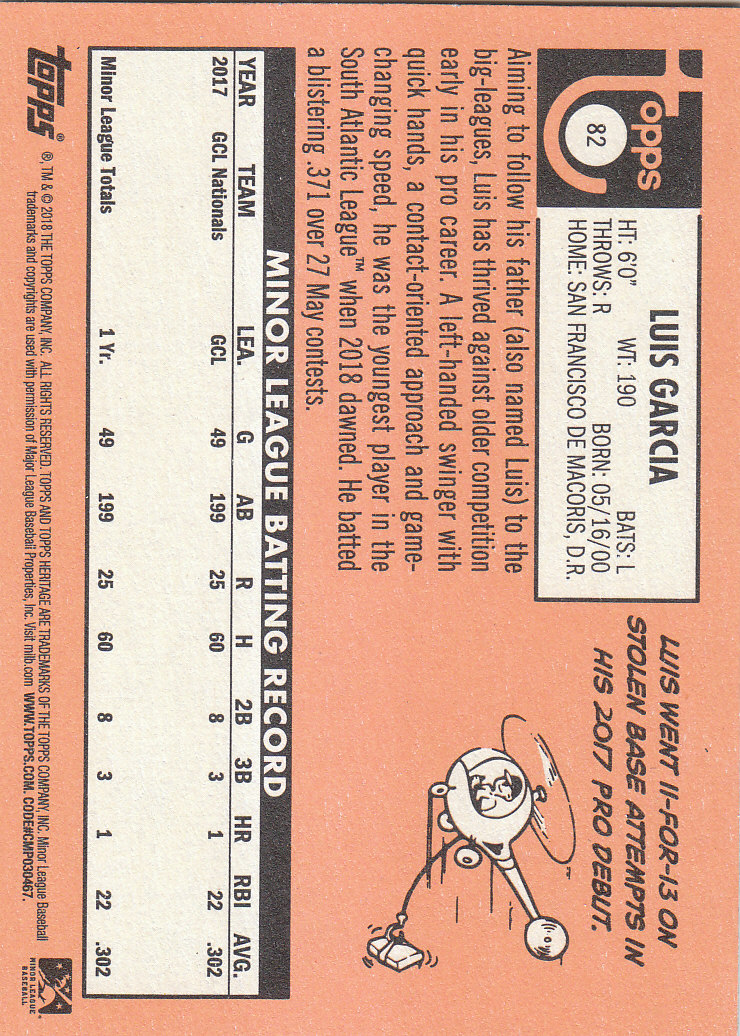 topps
82
LUIS GARCIA
HT: 6'0" WT: 190 BATS: L
THROWS: R BORN: 05/16/00
HOME: SAN FRANCISCO DE MACORIS, D.R.
LUIS WENT 11-FOR-13 ON
STOLEN BASE ATTEMPTS IN
HIS 2017 PRO DEBUT.
Aiming to follow his father (also named Luis) to the
big-leagues, Luis has thrived against older competition
early in his pro career. A left-handed swinger with
quick hands, a contact-oriented approach and game-
changing speed, he was the youngest player in the
South Atlantic League™ when 2018 dawned. He batted
a blistering .371 over 27 May contests.
MINOR LEAGUE BATTING RECORD
YEAR TEAM LEA. G AB R H 2B 3B HR RBI AVG.
2017 GCL Nationals GCL 49 199 25 60 8 3 1 22 .302
Minor League Totals 1 Yr. 49 199 25 60 8 3 1 22 .302
topps®
®, TM & © 2018 THE TOPPS COMPANY, INC. ALL RIGHTS RESERVED. TOPPS AND TOPPS HERITAGE ARE TRADEMARKS OF THE TOPPS COMPANY, INC. Minor League Baseball
trademarks and copyrights are used with permission of Major League Baseball Properties, Inc. Visit milb.com WWW.TOPPS.COM. CODE#CMP030467.
MINOR LEAGUE
BASEBALL